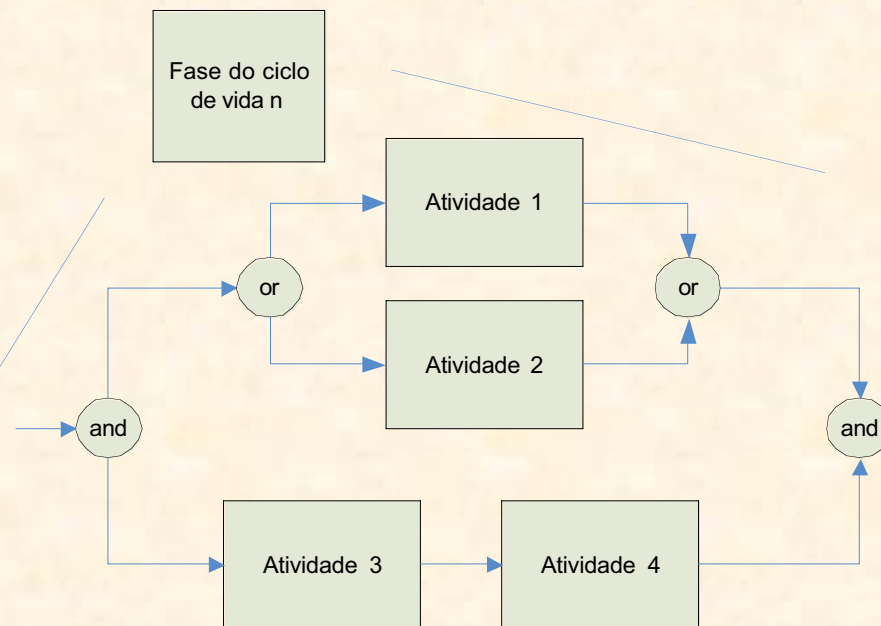 Fase do ciclo
de vida n
Atividade 1
or
or
Atividade 2
and
and
Atividade 3
Atividade 4